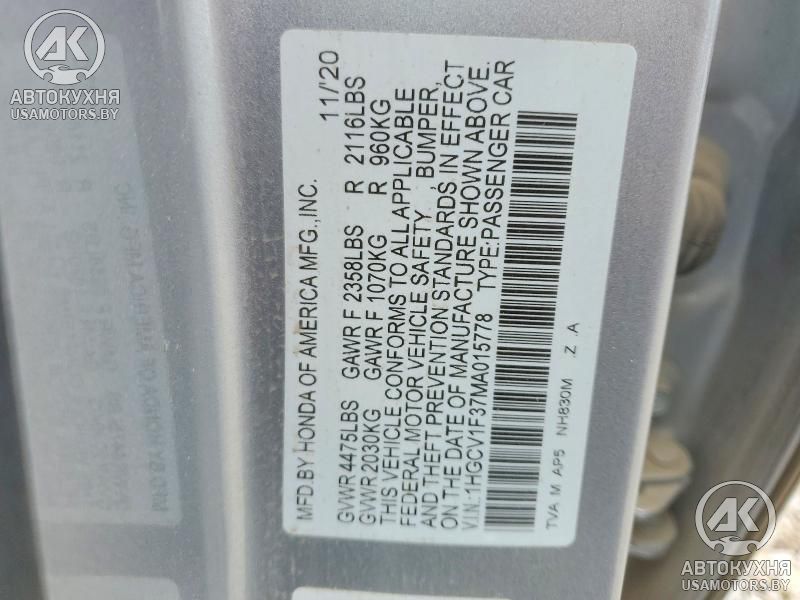 AK
АВТОКУХНЯ
USAMOTORS.BY
MFD.BY HONDA OF AMERICA MFG.,INC. 11/'20
GVWR 4475LBS GAWR F 2358LBS R 2116LBS
GVWR 2030KG GAWR F 1070KG R 960KG
THIS VEHICLE CONFORMS TO ALL APPLICABLE
FEDERAL MOTOR VEHICLE SAFETY , BUMPER,
AND THEFT PREVENTION STANDARDS, IN EFFECT
ON THE DATE OF MANUFACTURE SHOWN ABOVE.
V.I.N.:1HGCV1F37MA015778 TYPE:PASSENGER CAR
TVA M AP5 NH830M .Z .A
AK
АВТОКУХНЯ
USAMOTORS.BY